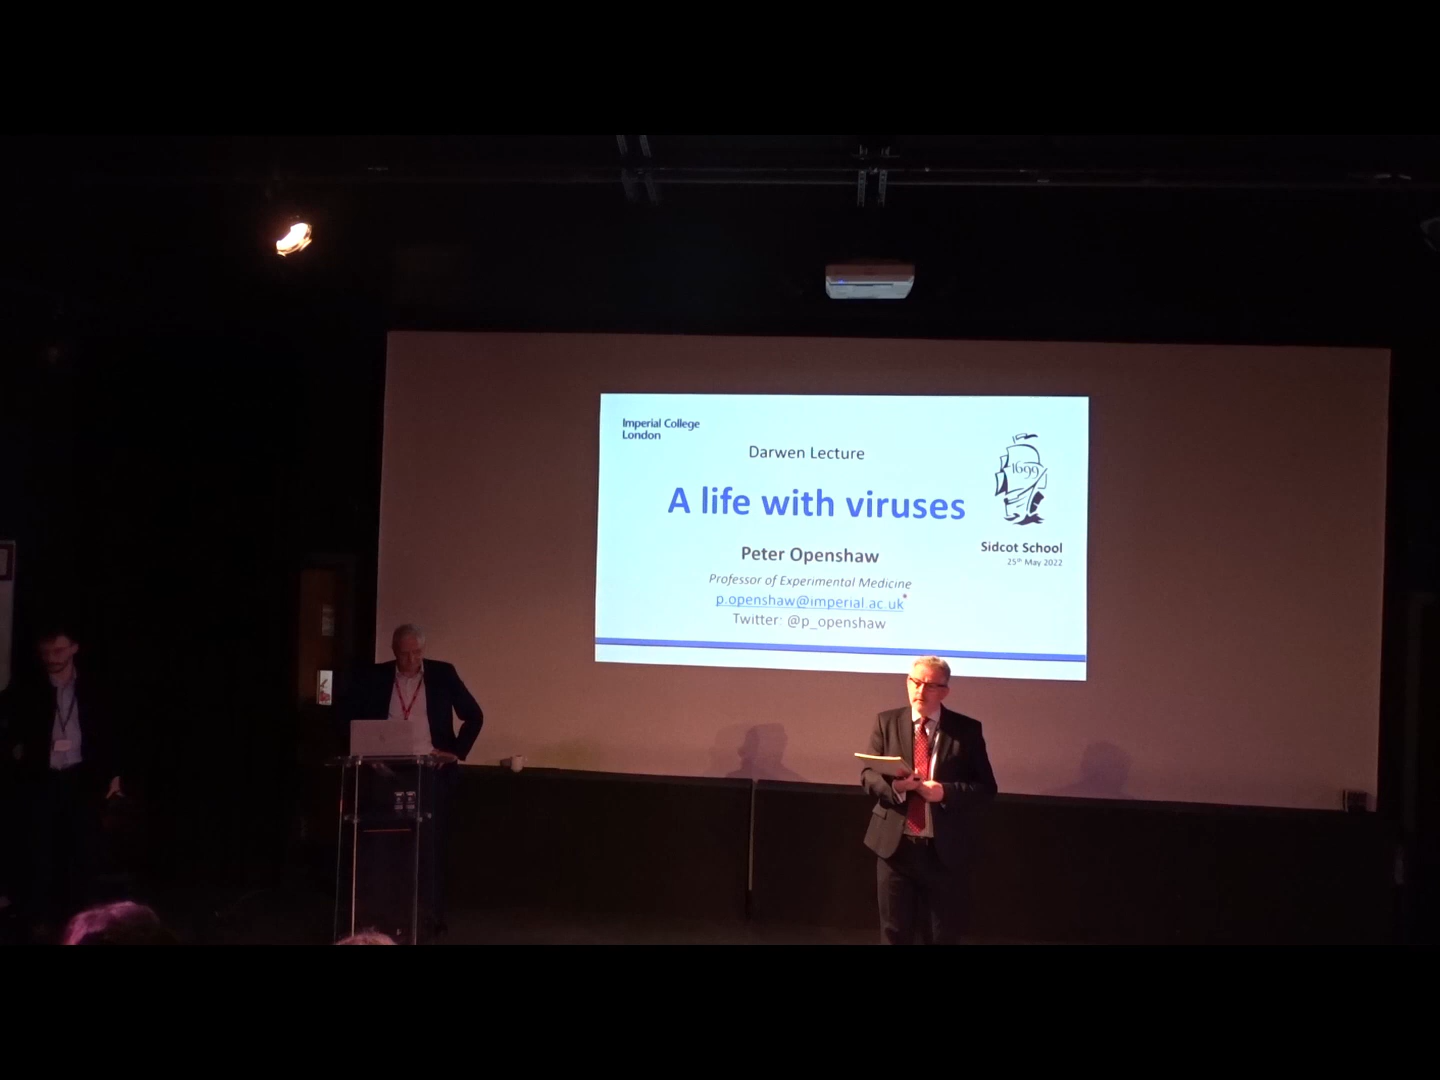 Imperial College
London
Darwen Lecture
1699
A life with viruses
Sidcot School
25th May 2022
Peter Openshaw
Professor of Experimental Medicine
p.openshaw@imperial.ac.uk
Twitter: @p_openshaw